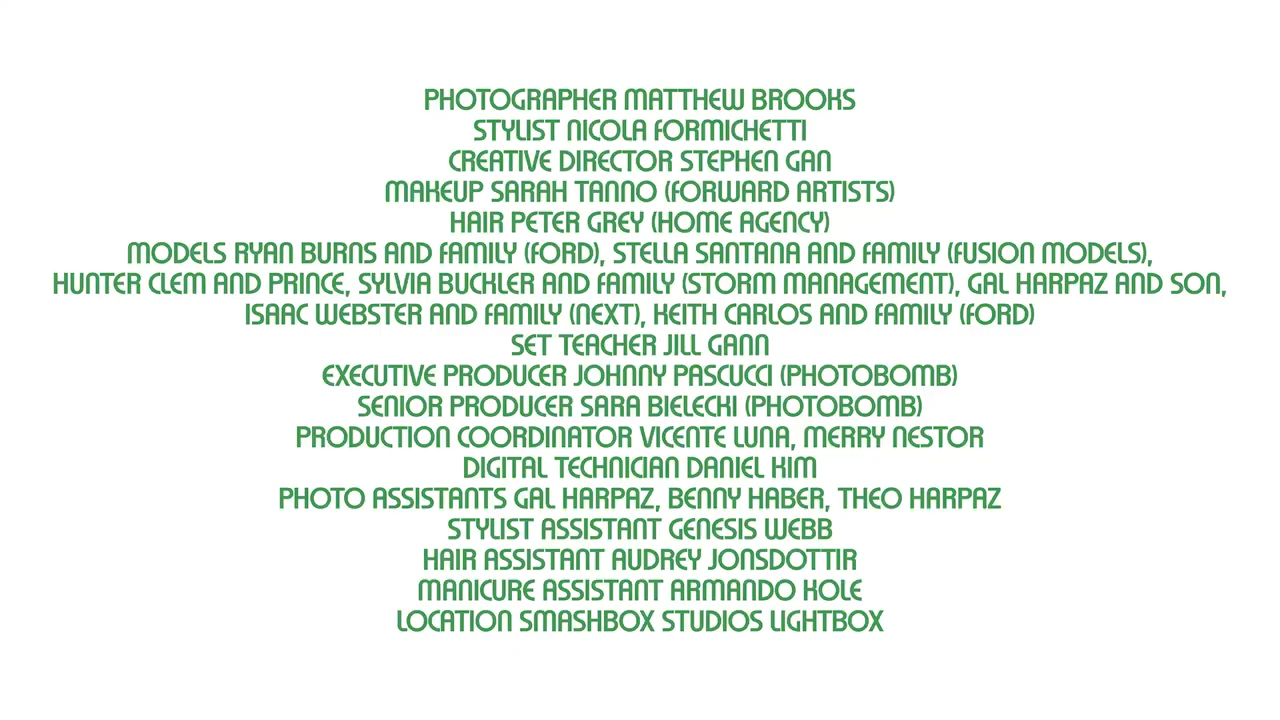 PHOTOGRAPHER MATTHEW BROOKS
STYLIST NICOLA FORMICHETTI
CREATIVE DIRECTOR STEPHEN GAN
MAKEUP SARAH TANNO (FORWARD ARTISTS)
HAIR PETER GREY (HOME AGENCY)
MODELS RYAN BURNS AND FAMILY (FORD), STELLA SANTANA AND FAMILY (FUSION MODELS),
HUNTER CLEM AND PRINCE, SYLVIA BUCKLER AND FAMILY (STORM MANAGEMENT), GAL HARPAZ AND SON,
ISAAC WEBSTER AND FAMILY (NEXT), KEITH CARLOS AND FAMILY (FORD)
SET TEACHER JILL GANN
EXECUTIVE PRODUCER JOHNNY PASCUCCI (PHOTOBOMB)
SENIOR PRODUCER SARA BIELECKI (PHOTOBOMB)
PRODUCTION COORDINATOR VICENTE LUNA, MERRY NESTOR
DIGITAL TECHNICIAN DANIEL KIM
PHOTO ASSISTANTS GAL HARPAZ, BENNY HABER, THEO HARPAZ
STYLIST ASSISTANT GENESIS WEBB
HAIR ASSISTANT AUDREY JONSDOTTIR
MANICURE ASSISTANT ARMANDO KOLE
LOCATION SMASHBOX STUDIOS LIGHTBOX